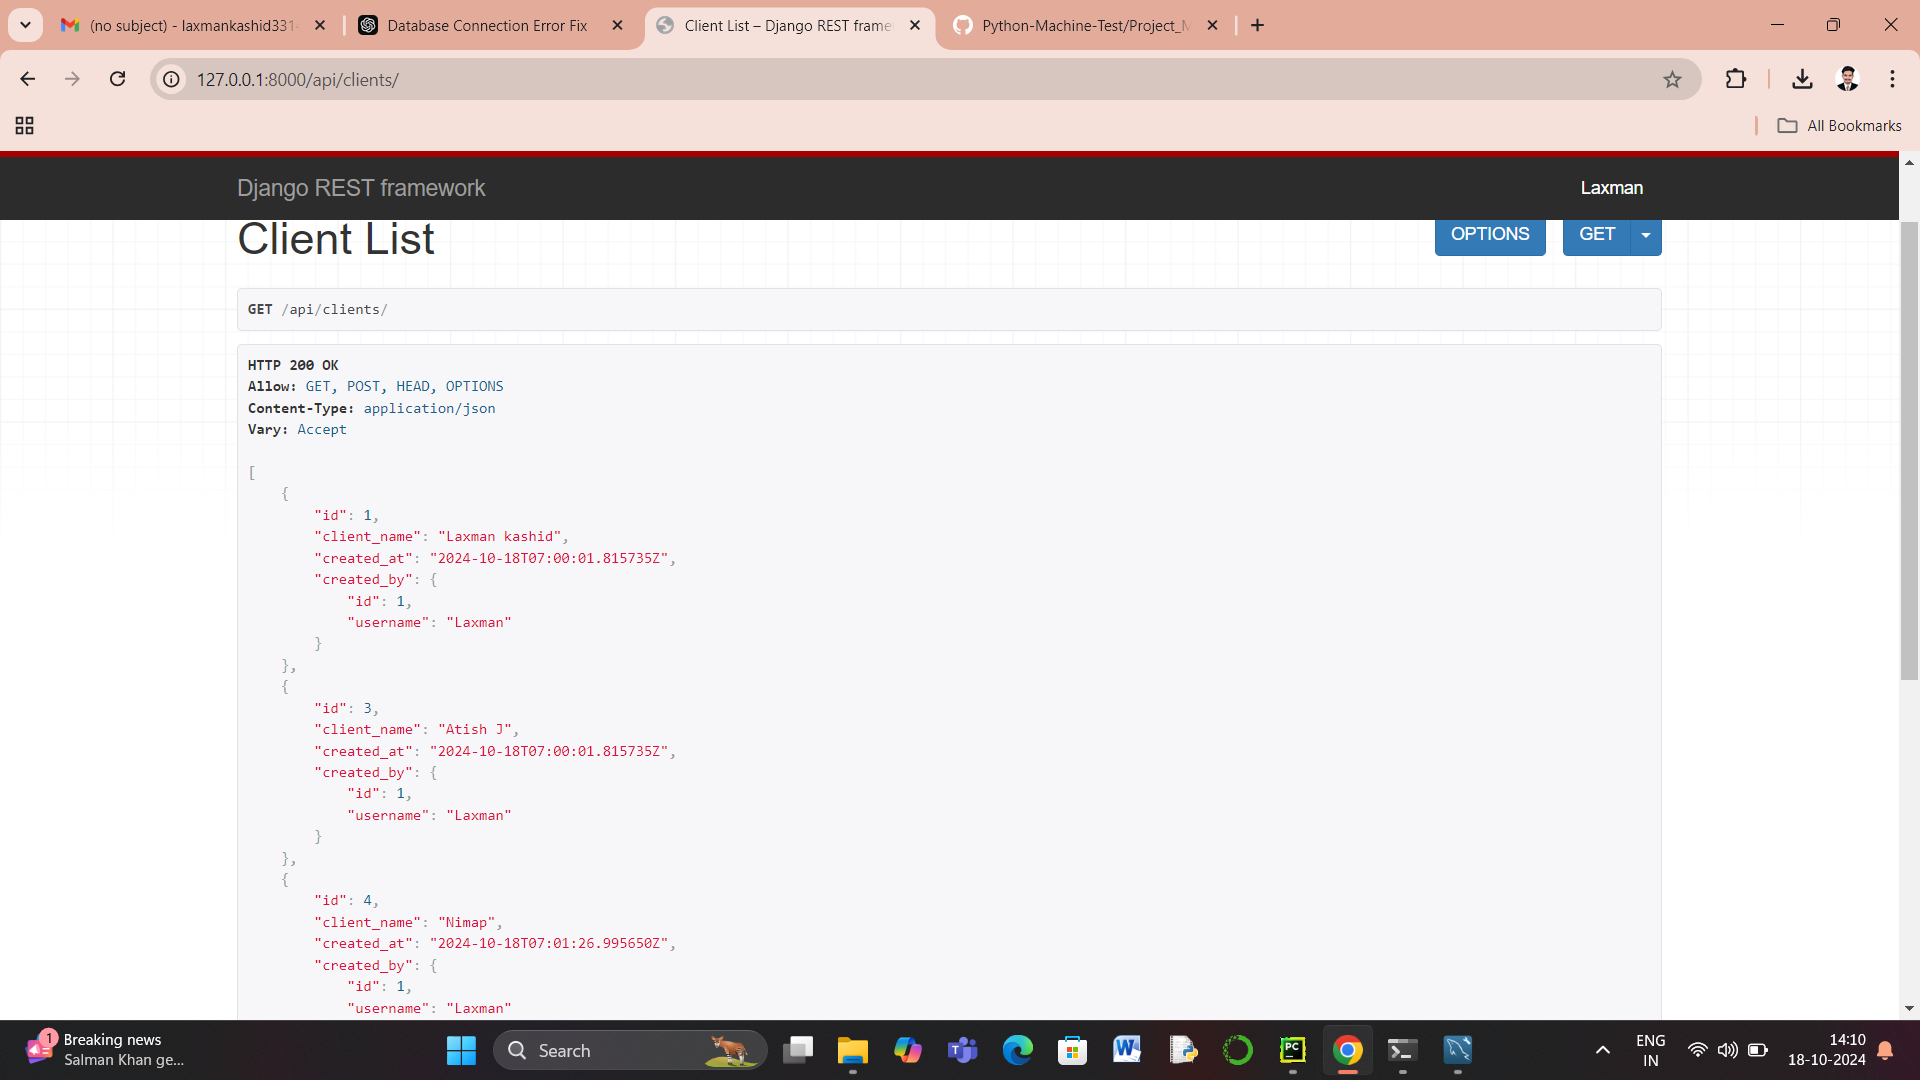 (no subject) - laxmankashid331
Database Connection Error Fix
Client List – Django REST frame
Python-Machine-Test/Project_M
127.0.0.1:8000/api/clients/
All Bookmarks
Django REST framework
Laxman
Client List
OPTIONS
GET
GET /api/clients/
HTTP 200 OK
Allow: GET, POST, HEAD, OPTIONS
Content-Type: application/json
Vary: Accept
[
    {
        "id": 1,
        "client_name": "Laxman kashid",
        "created_at": "2024-10-18T07:00:01.815735Z",
        "created_by": {
            "id": 1,
            "username": "Laxman"
        }
    },
    {
        "id": 3,
        "client_name": "Atish J",
        "created_at": "2024-10-18T07:00:01.815735Z",
        "created_by": {
            "id": 1,
            "username": "Laxman"
        }
    },
    {
        "id": 4,
        "client_name": "Nimap",
        "created_at": "2024-10-18T07:01:26.995650Z",
        "created_by": {
            "id": 1,
            "username": "Laxman"
1
Breaking news
Salman Khan ge...
Search
W
PC
ENG
IN
14:10
18-10-2024